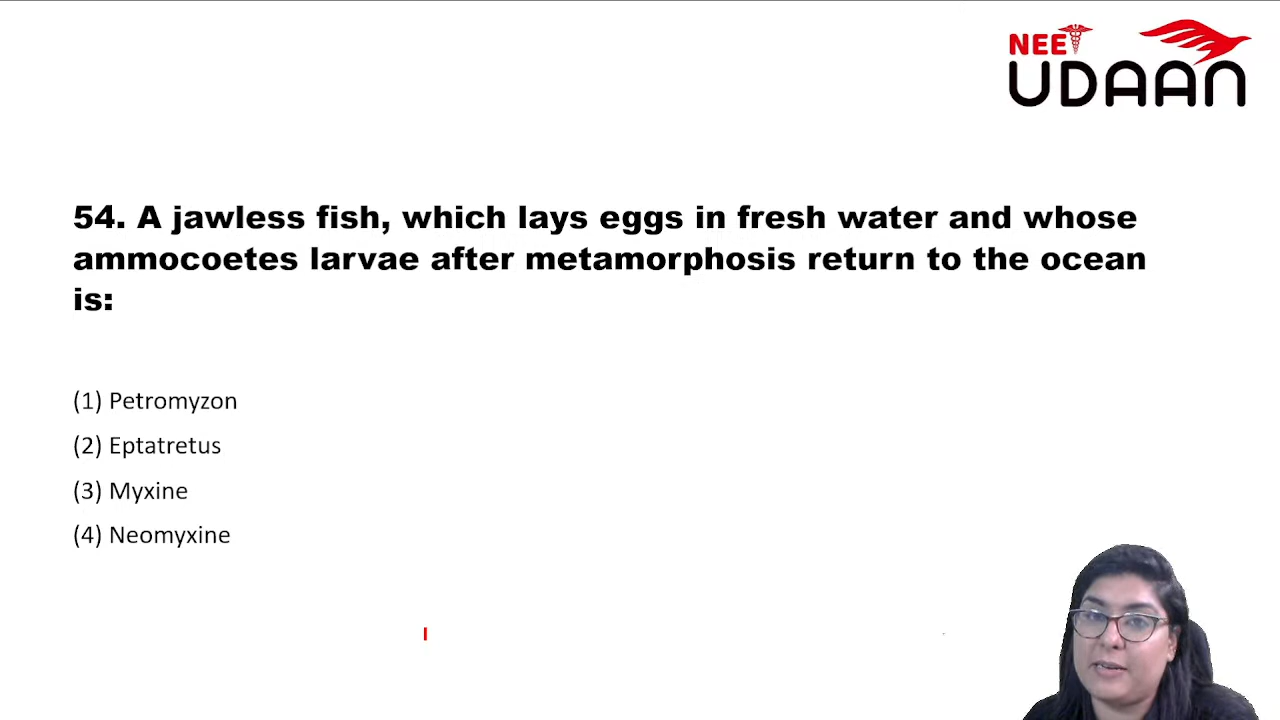 NEET
UDAAN
54. A jawless fish, which lays eggs in fresh water and whose
ammocoetes larvae after metamorphosis return to the ocean
is:
(1) Petromyzon
(2) Eptatretus
(3) Myxine
(4) Neomyxine